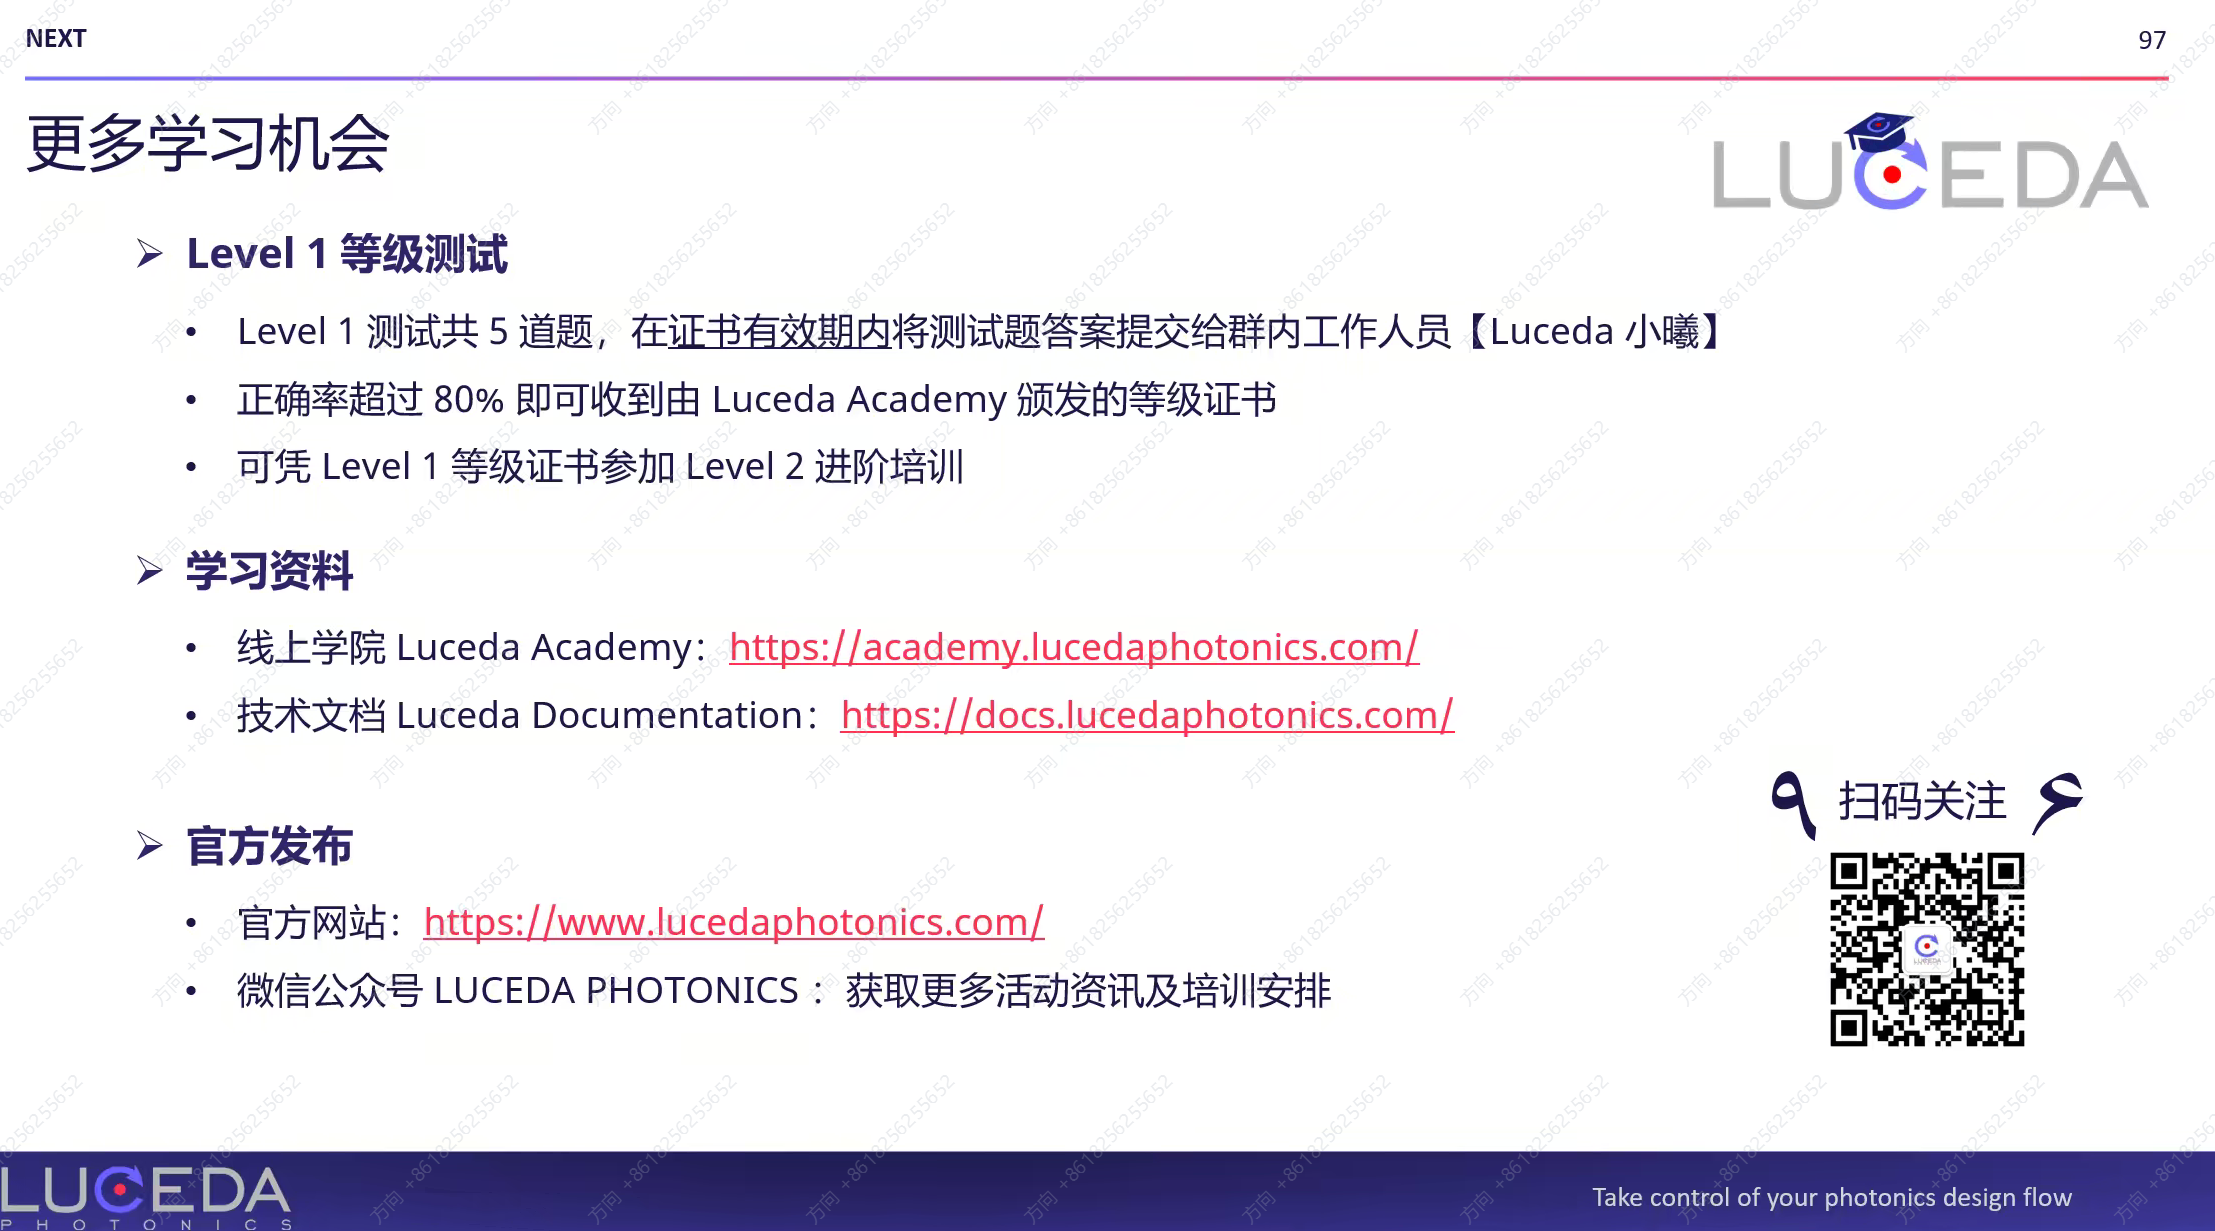 NEXT
97
更多学习机会
LUCEDA
Level 1 等级测试
Level 1 测试共 5 道题，在证书有效期内将测试题答案提交给群内工作人员【Luceda 小曦】
正确率超过 80% 即可收到由 Luceda Academy 颁发的等级证书
可凭 Level 1 等级证书参加 Level 2 进阶培训
学习资料
线上学院 Luceda Academy：https://academy.lucedaphotonics.com/
技术文档 Luceda Documentation：https://docs.lucedaphotonics.com/
官方发布
官方网站：https://www.lucedaphotonics.com/
微信公众号 LUCEDA PHOTONICS ：获取更多活动资讯及培训安排
扫码关注
LUCEDA
PHOTONICS
Take control of your photonics design flow
方向 +8618256255652